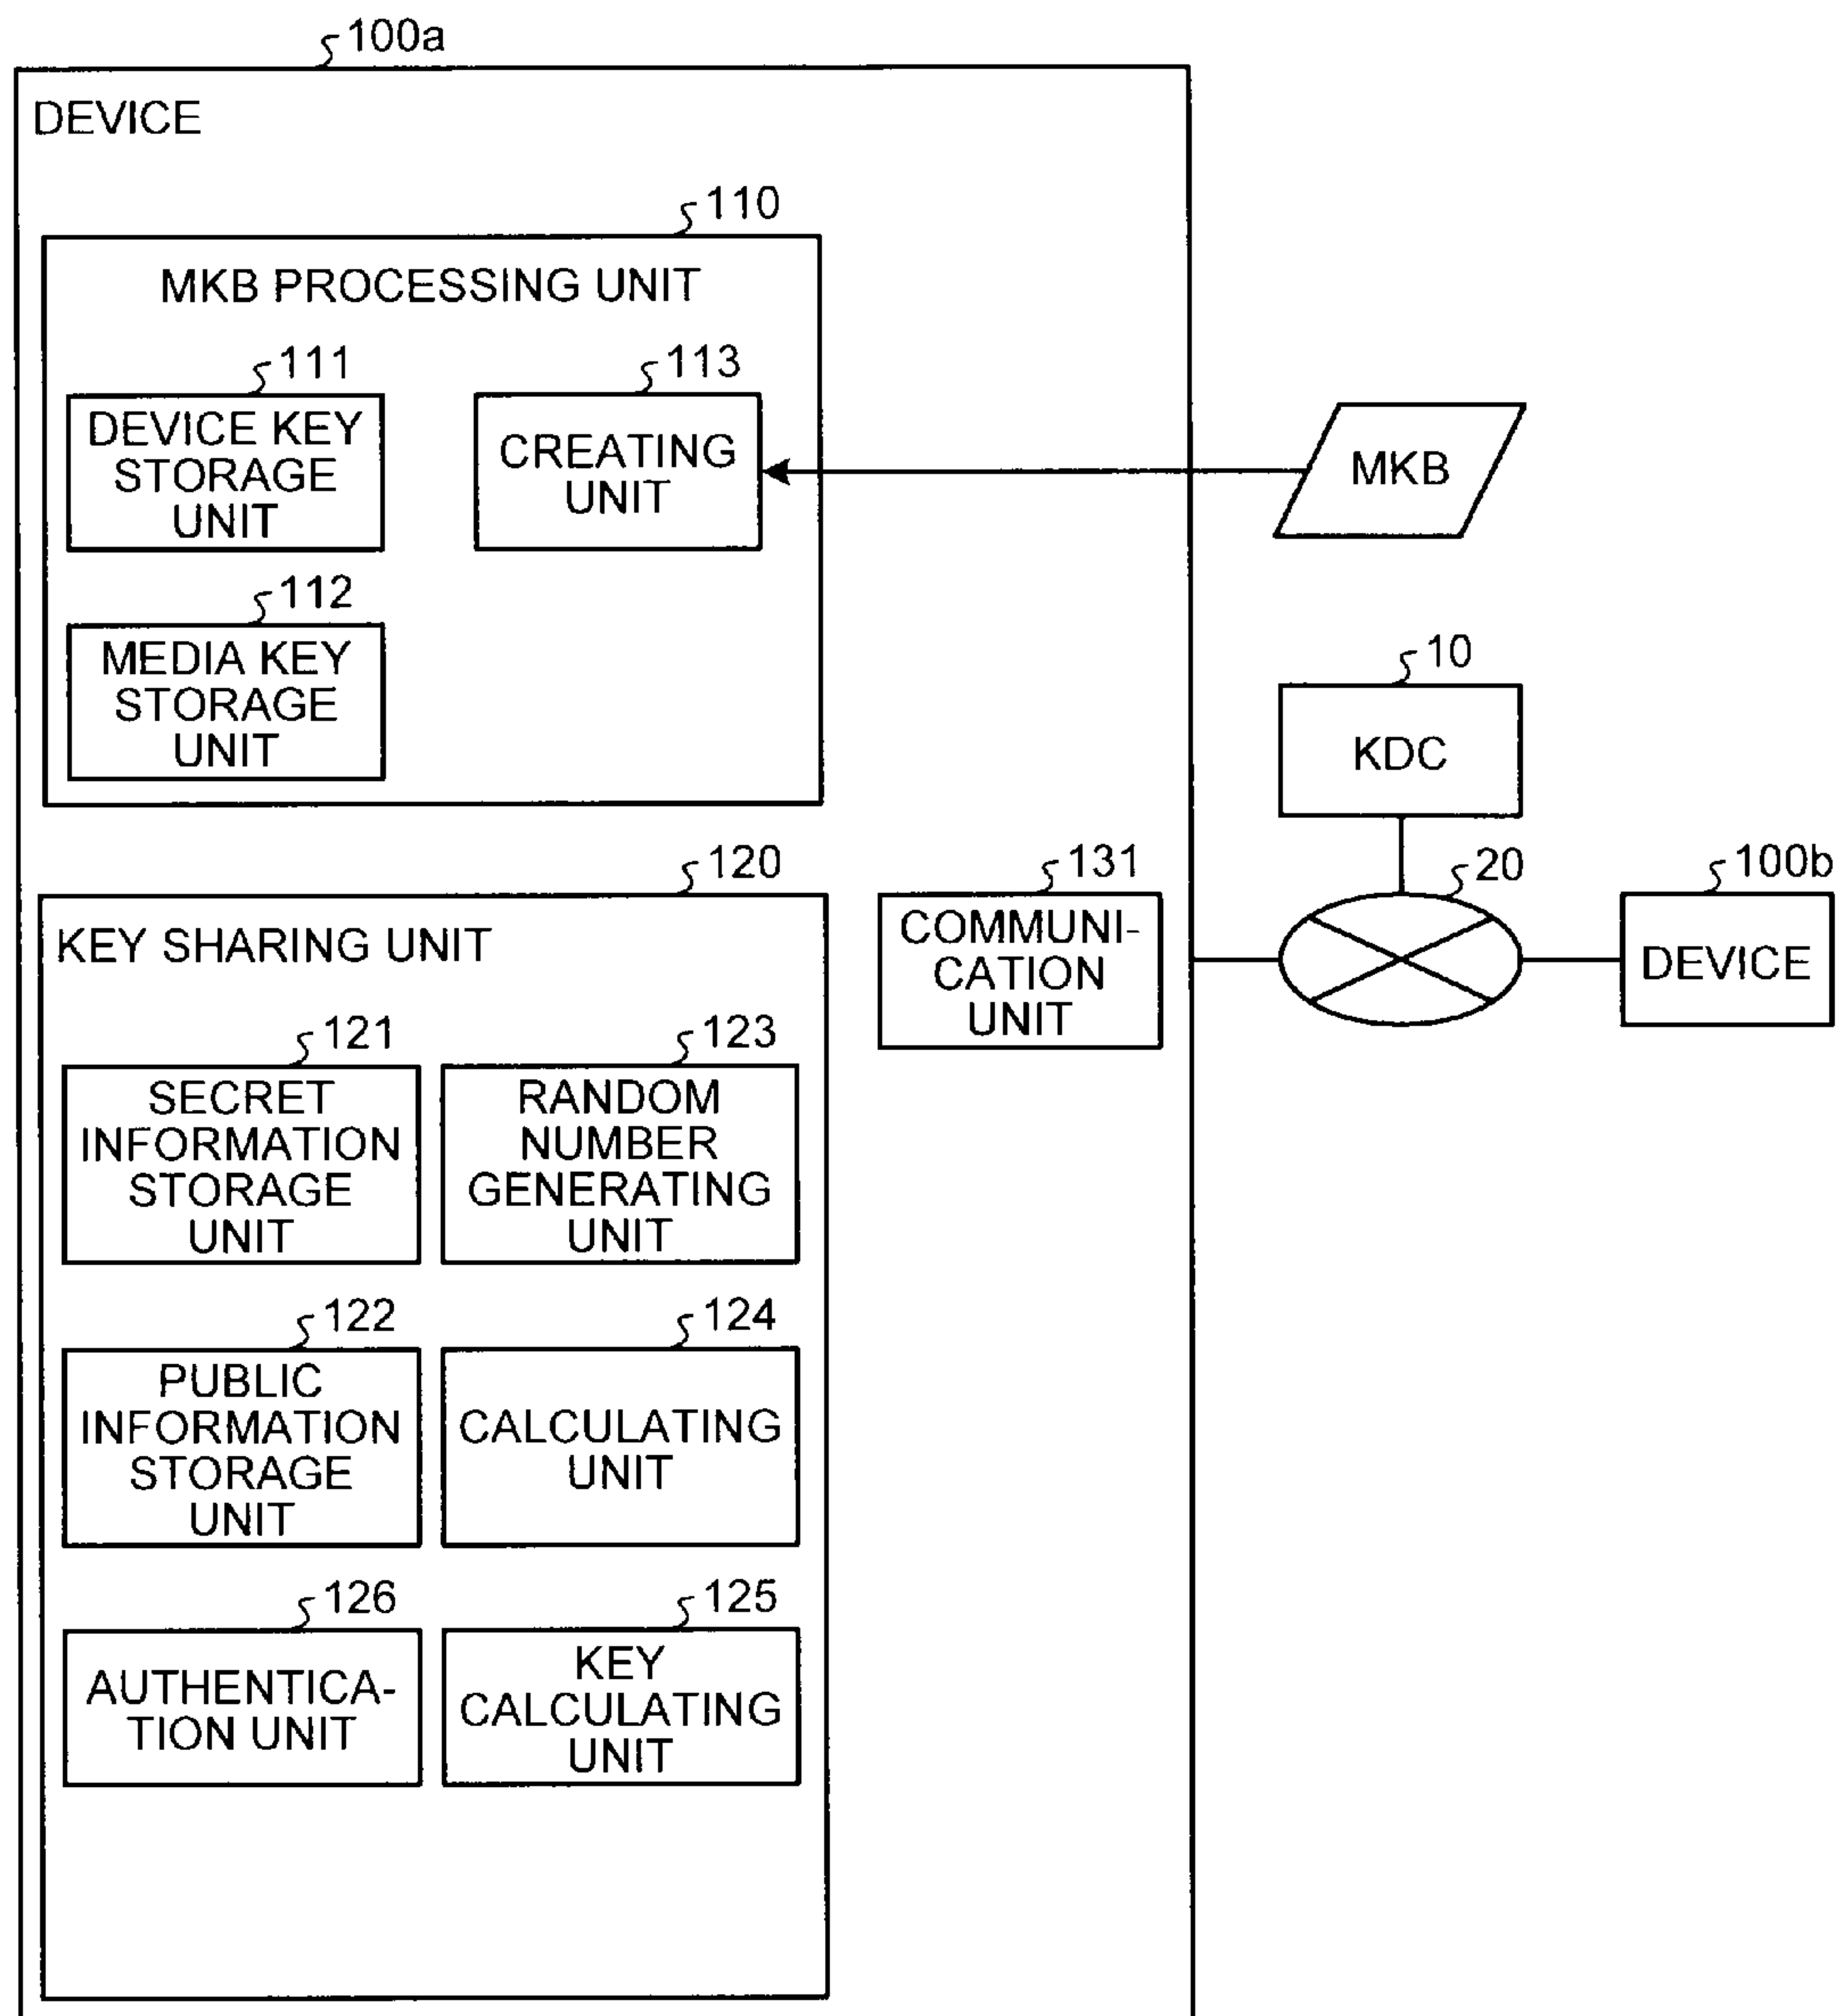 100a
DEVICE
110
MKB PROCESSING UNIT
111
DEVICE KEY
STORAGE
UNIT
113
CREATING
UNIT
MKB
112
MEDIA KEY
STORAGE
UNIT
10
KDC
120
KEY SHARING UNIT
131
COMMUNI-
CATION
UNIT
20
100b
DEVICE
121
SECRET
INFORMATION
STORAGE
UNIT
123
RANDOM
NUMBER
GENERATING
UNIT
122
PUBLIC
INFORMATION
STORAGE
UNIT
124
CALCULATING
UNIT
126
AUTHENTICA-
TION UNIT
125
KEY
CALCULATING
UNIT